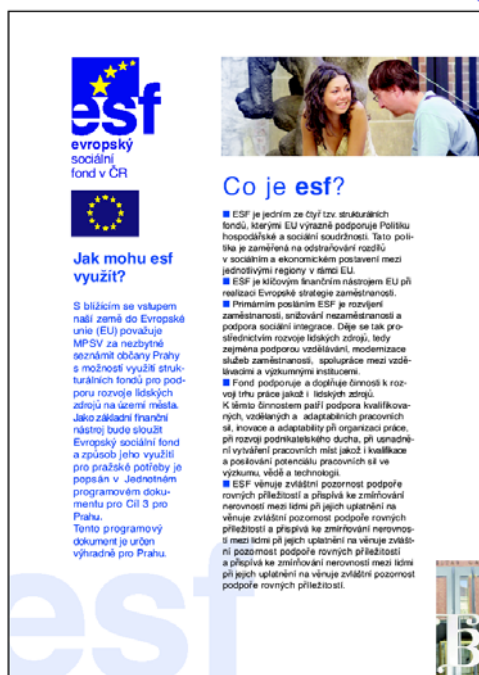 esf
evropský
sociální
fond v ČR
Jak mohu esf
využít?
S blížícím se vstupem
naší země do Evropské
unie (EU) považuje
MPSV za nezbytné
seznámit občany Prahy
s možností využití struk-
turálních fondů pro pod-
poru rozvoje lidských
zdrojů na území města.
Jako základní finanční
nástroj bude sloužit
Evropský sociální fond
a způsob jeho využití
pro pražské potřeby je
popsán v Jednotném
programovém doku-
mentu pro Cíl 3 pro
Prahu.
Tento programový
dokument je určen
výhradně pro Prahu.
Co je esf?
■ ESF je jedním ze čtyř tzv. strukturálních
fondů, kterými EU výrazně podporuje Politiku
hospodářské a sociální soudržnosti. Tato poli-
tika je zaměřená na odstraňování rozdílů
v sociálním a ekonomickém postavení mezi
jednotlivými regiony v rámci EU.
■ ESF je klíčovým finančním nástrojem EU při
realizaci Evropské strategie zaměstnanosti.
■ Primárním posláním ESF je rozvíjení
zaměstnanosti, snižování nezaměstnanosti a
podpora sociální integrace. Děje se tak pro-
střednictvím rozvoje lidských zdrojů, tedy
zejména podporou vzdělávání, modernizace
služeb zaměstnanosti, spolupráce mezi vzdě-
lávacími a výzkumnými institucemi.
■ Fond podporuje a doplňuje činnosti k roz-
voji trhu práce jakož i lidských zdrojů.
K těmto činnostem patří podpora kvalifikova-
ných, vzdělaných a adaptabilních pracovních
sil, inovace a adaptability při organizaci práce,
při rozvoji podnikatelského ducha, při usnadně-
ní vytváření pracovních míst jakož i kvalifikace
a posilování potenciálu pracovních sil ve
výzkumu, vědě a technologii.
■ ESF věnuje zvláštní pozornost podpoře
rovných příležitostí a přispívá ke zmírňování
nerovností mezi lidmi při jejich uplatnění na
věnuje zvláštní pozornost podpoře rovných
příležitostí a přispívá ke zmírňování nerovnos-
tí mezi lidmi při jejich uplatnění na věnuje zvlášt-
ní pozornost podpoře rovných příležitostí
a přispívá ke zmírňování nerovností mezi lidmi
při jejich uplatnění na věnuje zvláštní pozornost
podpoře rovných příležitostí.
esf